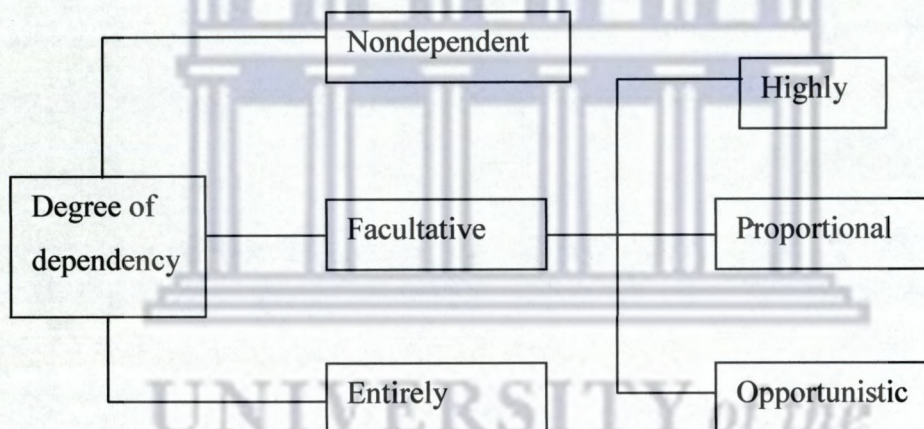 Nondependent
Highly
Degree of
dependency
Facultative
Proportional
Entirely
Opportunistic
UNIVERSITY of the